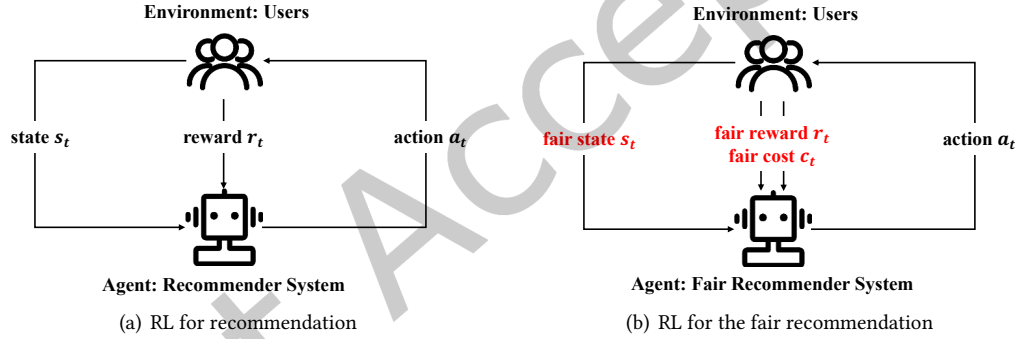 Environment: Users
state s_t
reward r_t
action a_t
Agent: Recommender System
(a) RL for recommendation
Environment: Users
fair state s_t
fair reward r_t
fair cost c_t
action a_t
Agent: Fair Recommender System
(b) RL for the fair recommendation